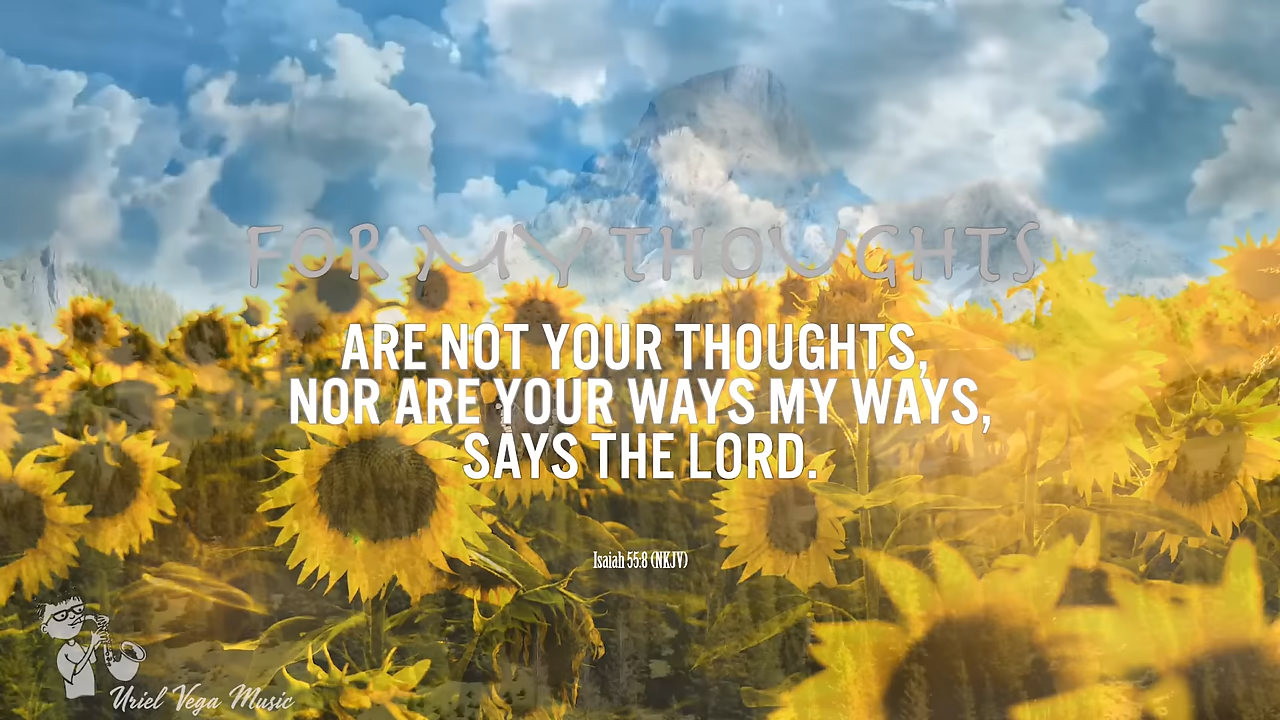 FOR MY THOUGHTS
ARE NOT YOUR THOUGHTS,
NOR ARE YOUR WAYS MY WAYS,
SAYS THE LORD.
Isaiah 55:8 (NKJV)
Uriel Vega Music